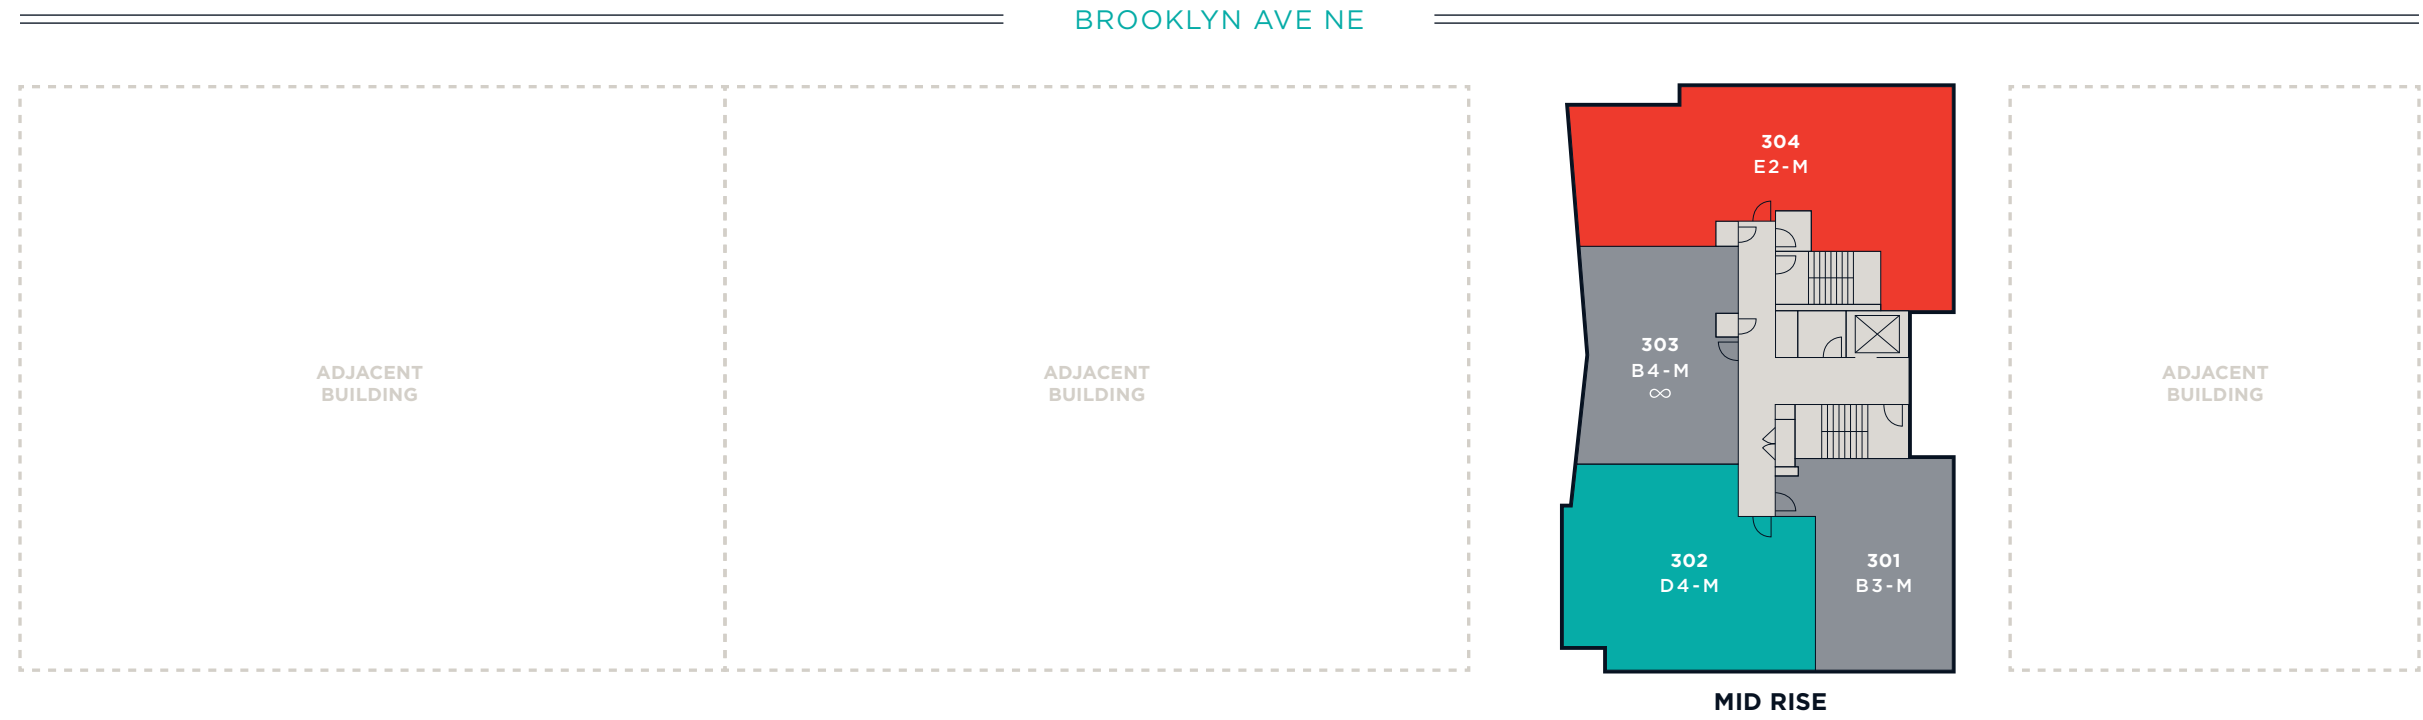 BROOKLYN AVE NE
304
E2-M
303
B4-M
∞
ADJACENT
BUILDING
ADJACENT
BUILDING
ADJACENT
BUILDING
302
D4-M
301
B3-M
MID RISE